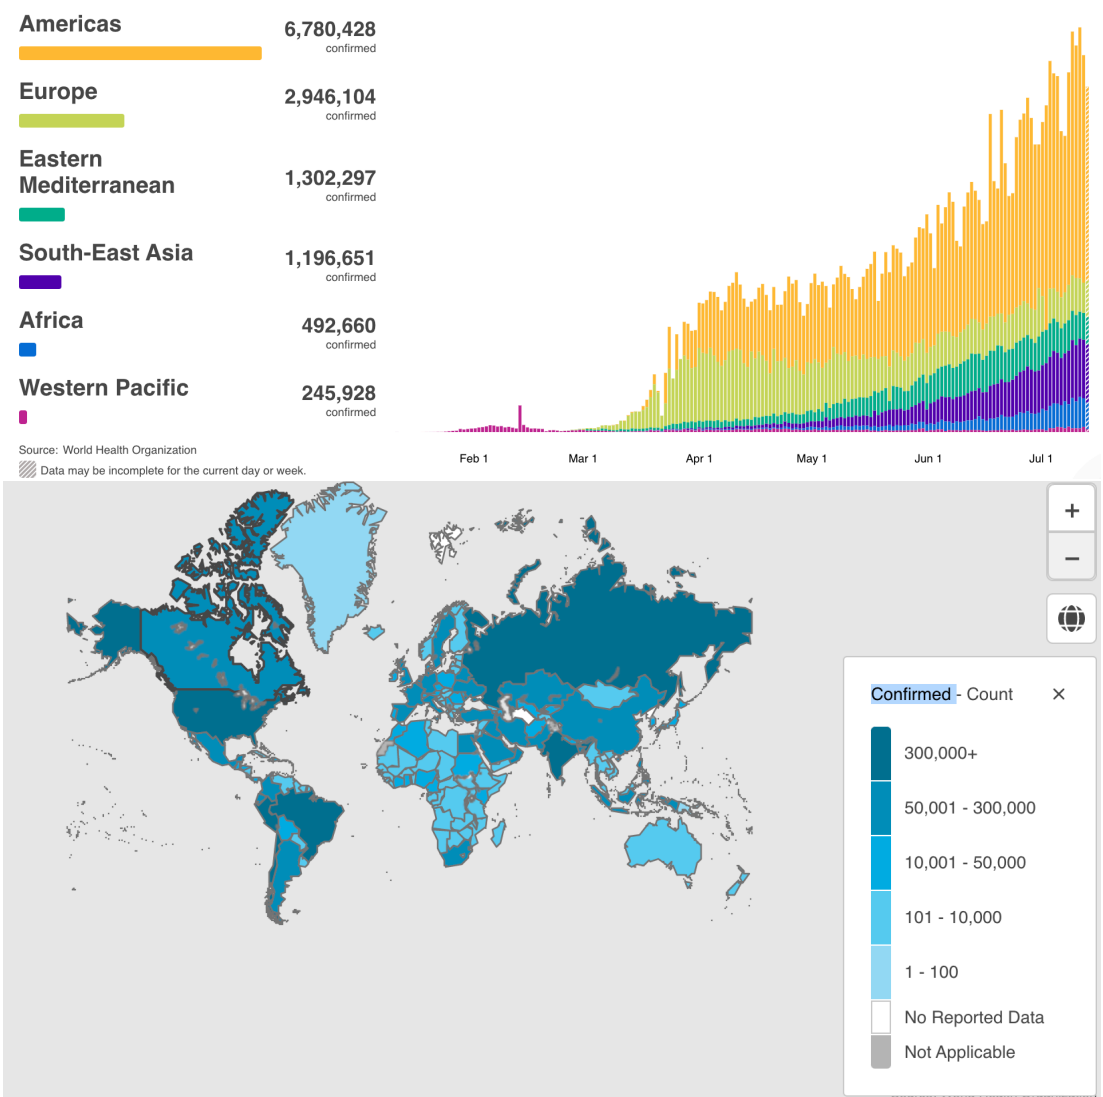 Americas
6,780,428
confirmed
Europe
2,946,104
confirmed
Eastern
Mediterranean
1,302,297
confirmed
South-East Asia
1,196,651
confirmed
Africa
492,660
confirmed
Western Pacific
245,928
confirmed
Source: World Health Organization
Data may be incomplete for the current day or week.
Feb 1
Mar 1
Apr 1
May 1
Jun 1
Jul 1
+
−
Confirmed - Count ×
300,000+
50,001 - 300,000
10,001 - 50,000
101 - 10,000
1 - 100
No Reported Data
Not Applicable